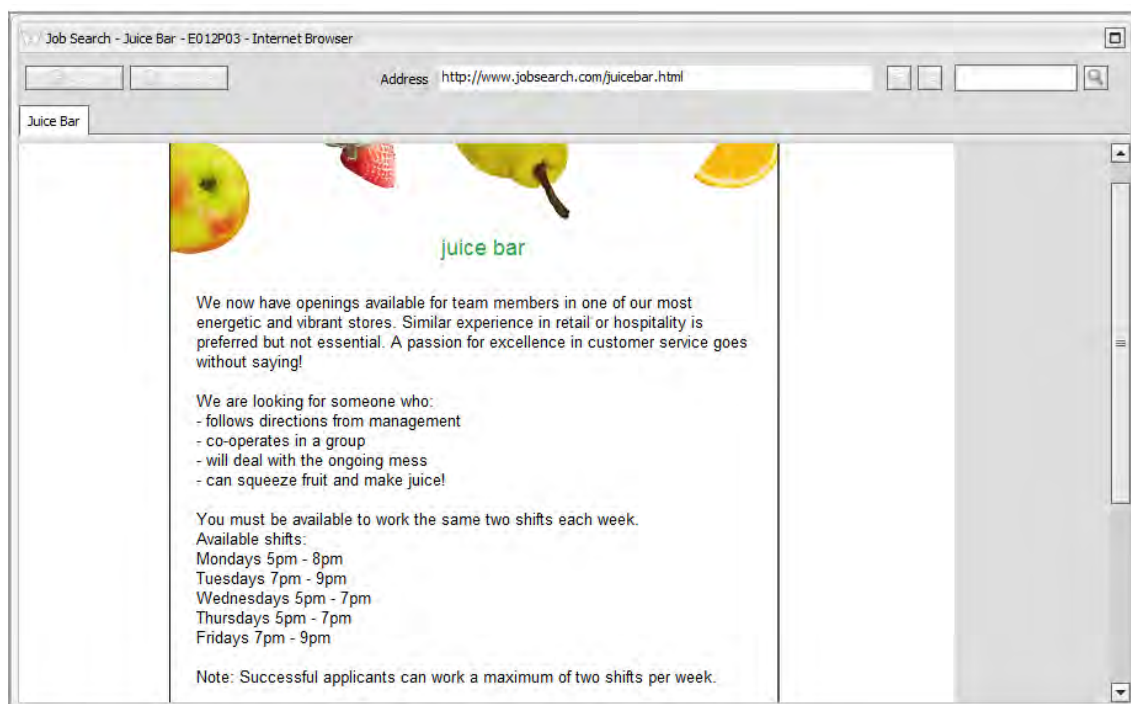 Job Search - Juice Bar - E012P03 - Internet Browser
Address http://www.jobsearch.com/juicebar.html
Juice Bar
juice bar
We now have openings available for team members in one of our most
energetic and vibrant stores. Similar experience in retail or hospitality is
preferred but not essential. A passion for excellence in customer service goes
without saying!
We are looking for someone who:
- follows directions from management
- co-operates in a group
- will deal with the ongoing mess
- can squeeze fruit and make juice!
You must be available to work the same two shifts each week.
Available shifts:
Mondays 5pm - 8pm
Tuesdays 7pm - 9pm
Wednesdays 5pm - 7pm
Thursdays 5pm - 7pm
Fridays 7pm - 9pm
Note: Successful applicants can work a maximum of two shifts per week.